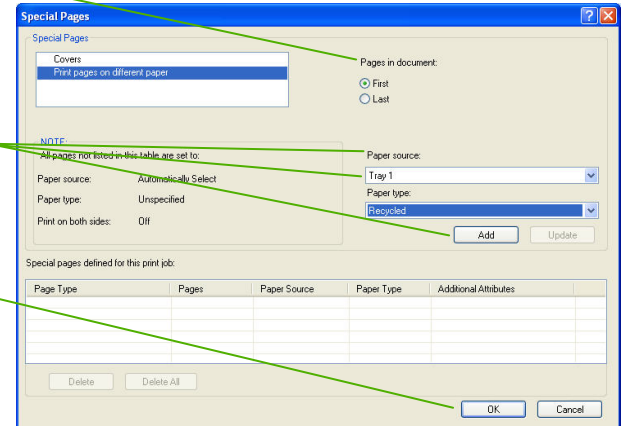 Special Pages
Special Pages
Covers
Print pages on different paper
Pages in document:
First
Last
NOTE:
All pages not listed in this table are set to:
Paper source: Automatically Select
Paper type: Unspecified
Print on both sides: Off
Paper source:
Tray 1
Paper type:
Recycled
Add Update
Special pages defined for this print job:
Page Type Pages Paper Source Paper Type Additional Attributes
Delete Delete All
OK Cancel